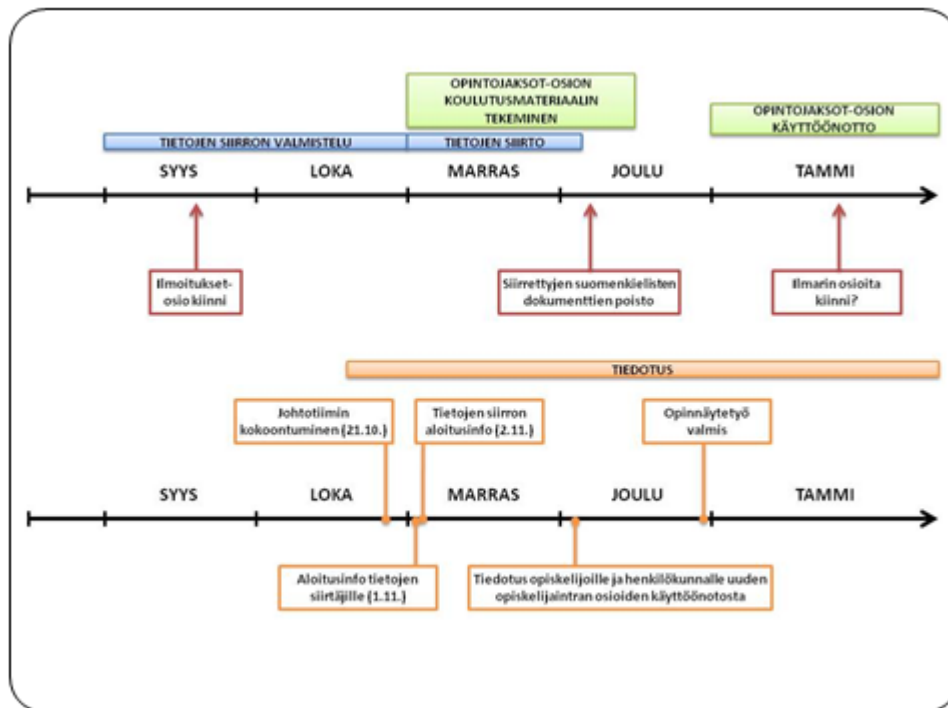 OPINTOJAKSOT-OSION
KOULUTUSMATERIAALIN
TEKEMINEN
OPINTOJAKSOT-OSION
KÄYTTÖÖNOTTO
TIETOJEN SIIRRON VALMISTELU
TIETOJEN SIIRTO
SYYS
LOKA
MARRAS
JOULU
TAMMI
Ilmoitukset-
osio kiinni
Siirrettyjen suomenkielisten
dokumenttien poisto
Ilmarin osioita
kiinni?
TIEDOTUS
Johtotiimin
kokoontuminen (21.10.)
Tietojen siirron
aloitusinfo (2.11.)
Opinnäytetyö
valmis
SYYS
LOKA
MARRAS
JOULU
TAMMI
Aloitusinfo tietojen
siirtäjille (1.11.)
Tiedotus opiskelijoille ja henkilökunnalle uuden
opiskelijaintran osioiden käyttöönotosta